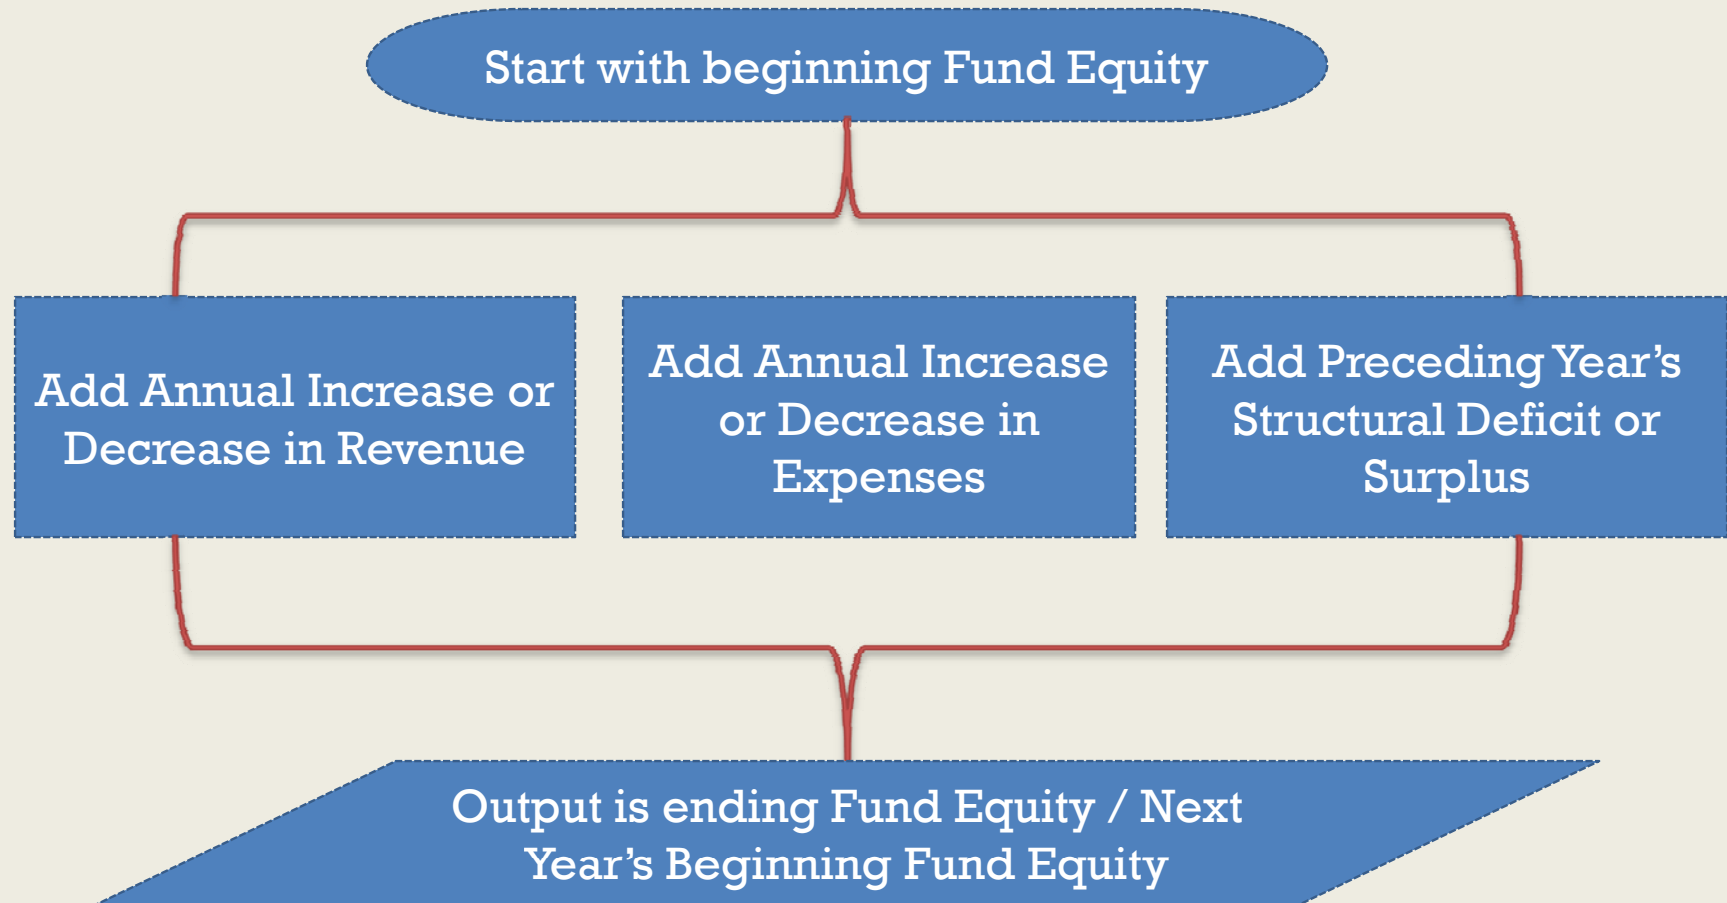 Start with beginning Fund Equity
Add Annual Increase or
Decrease in Revenue
Add Annual Increase
or Decrease in
Expenses
Add Preceding Year’s
Structural Deficit or
Surplus
Output is ending Fund Equity / Next
Year’s Beginning Fund Equity